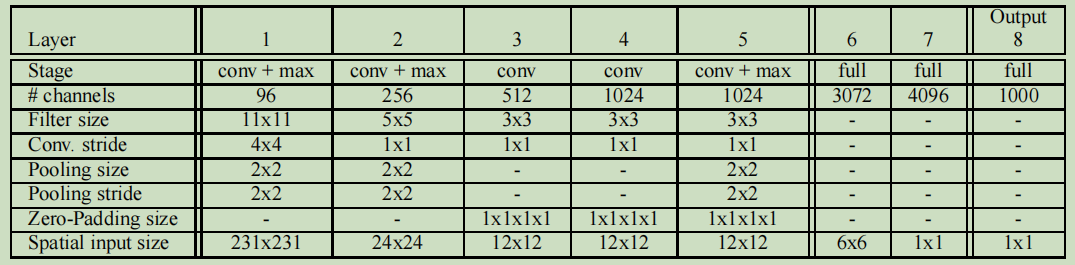 Output
Layer 1 2 3 4 5 6 7 8
Stage conv + max conv + max conv conv conv + max full full full
# channels 96 256 512 1024 1024 3072 4096 1000
Filter size 11x11 5x5 3x3 3x3 3x3 - - -
Conv. stride 4x4 1x1 1x1 1x1 1x1 - - -
Pooling size 2x2 2x2 - - 2x2 - - -
Pooling stride 2x2 2x2 - - 2x2 - - -
Zero-Padding size - - 1x1x1x1 1x1x1x1 1x1x1x1 - - -
Spatial input size 231x231 24x24 12x12 12x12 12x12 6x6 1x1 1x1